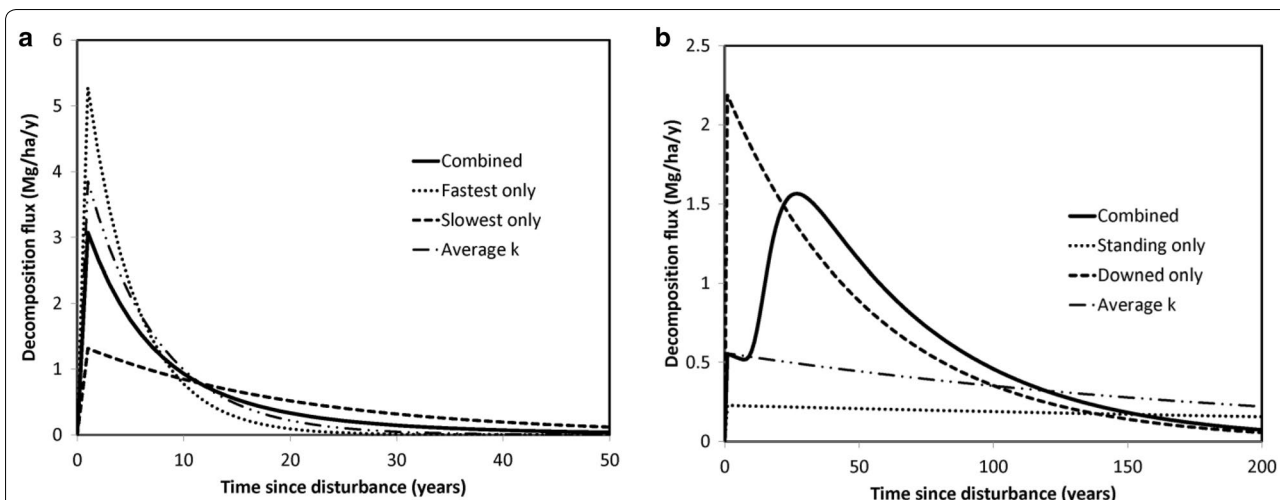 a
6
5
4
3
2
1
0
0 10 20 30 40 50
Decomposition flux (Mg/ha/y)
Time since disturbance (years)
Combined
Fastest only
Slowest only
Average k
b
2.5
2
1.5
1
0.5
0
0 50 100 150 200
Decomposition flux (Mg/ha/y)
Time since disturbance (years)
Combined
Standing only
Downed only
Average k